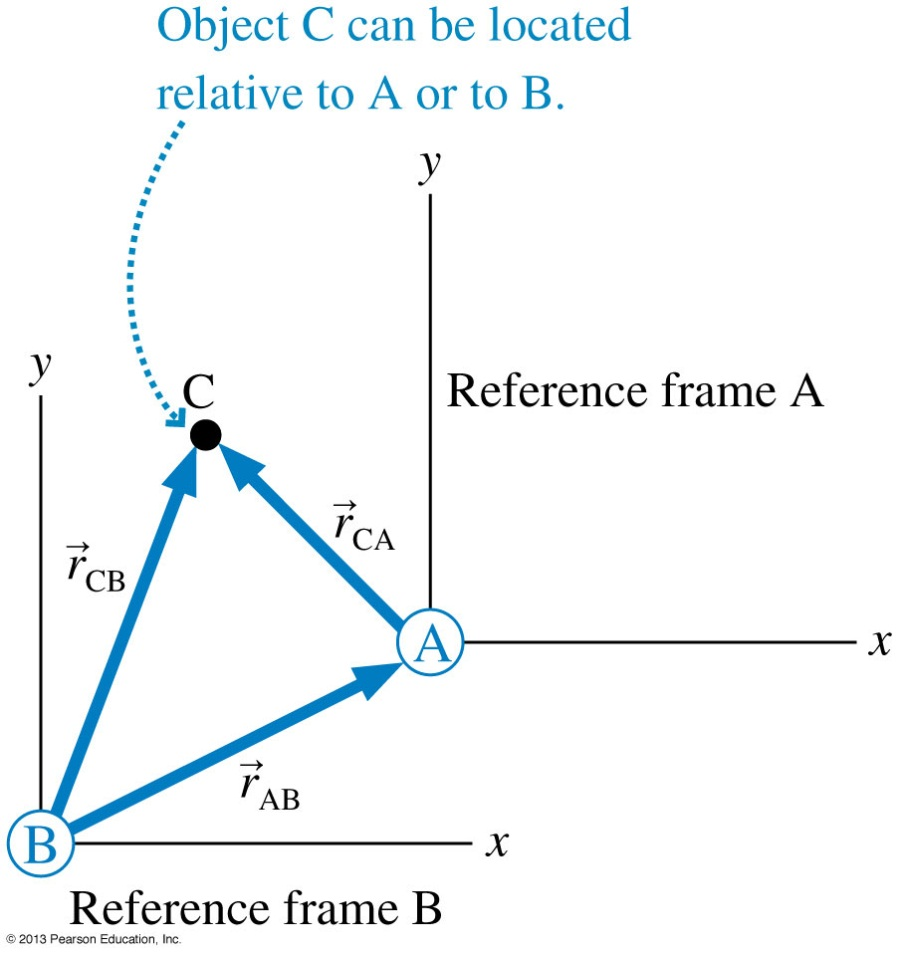 Object C can be located
relative to A or to B.
y
y
C
Reference frame A
r⃗CA
r⃗CB
A
x
r⃗AB
B
x
Reference frame B
© 2013 Pearson Education, Inc.